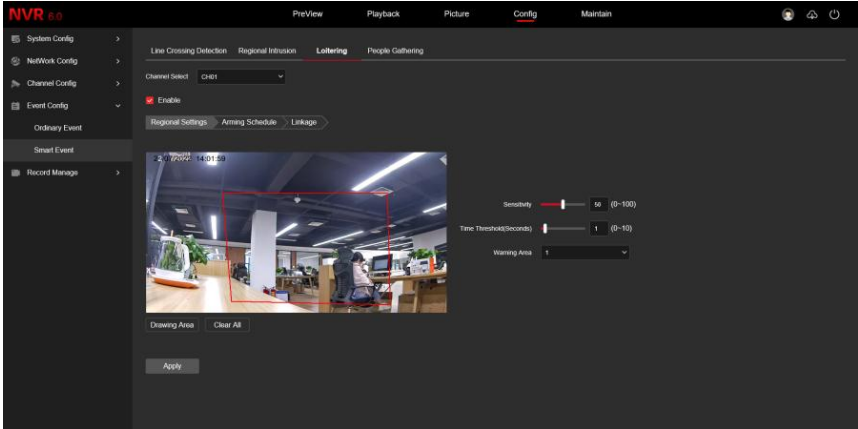 NVR 6.0
PreView Playback Picture Config Maintain
System Config
NetWork Config
Channel Config
Event Config
Ordinary Event
Smart Event
Record Manage
Line Crossing Detection Regional Intrusion Loitering People Gathering
Channel Select CH01
Enable
Regional Settings Arming Schedule Linkage
14:01:59
Sensitivity 50 (0~100)
Time Threshold(Seconds) 1 (0~10)
Warning Area 1
Drawing Area Clear All
Apply